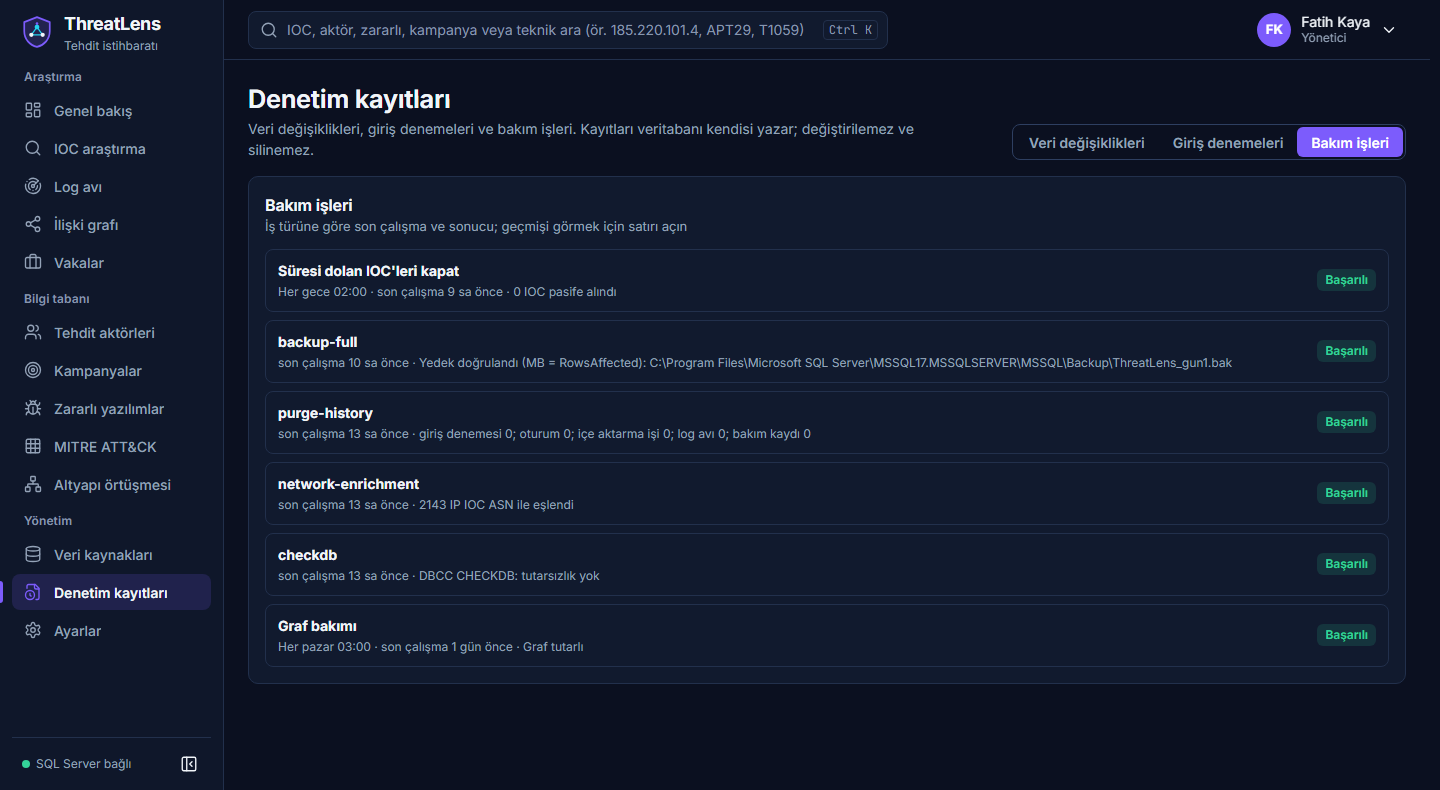 ThreatLens
Tehdit istihbaratı
IOC, aktör, zararlı, kampanya veya teknik ara (ör. 185.220.101.4, APT29, T1059)
Ctrl K
FK
Fatih Kaya
Yönetici
Araştırma
Genel bakış
IOC araştırma
Log avı
İlişki grafı
Vakalar
Bilgi tabanı
Tehdit aktörleri
Kampanyalar
Zararlı yazılımlar
MITRE ATT&CK
Altyapı örtüşmesi
Yönetim
Veri kaynakları
Denetim kayıtları
Ayarlar
SQL Server bağlı
Denetim kayıtları
Veri değişiklikleri, giriş denemeleri ve bakım işleri. Kayıtları veritabanı kendisi yazar; değiştirilemez ve
silinemez.
Veri değişiklikleri
Giriş denemeleri
Bakım işleri
Bakım işleri
İş türüne göre son çalışma ve sonucu; geçmişi görmek için satırı açın
Süresi dolan IOC'leri kapat
Her gece 02:00 · son çalışma 9 sa önce · 0 IOC pasife alındı
Başarılı
backup-full
son çalışma 10 sa önce · Yedek doğrulandı (MB = RowsAffected): C:\Program Files\Microsoft SQL Server\MSSQL17.MSSQLSERVER\MSSQL\Backup\ThreatLens_gun1.bak
Başarılı
purge-history
son çalışma 13 sa önce · giriş denemesi 0; oturum 0; içe aktarma işi 0; log avı 0; bakım kaydı 0
Başarılı
network-enrichment
son çalışma 13 sa önce · 2143 IP IOC ASN ile eşlendi
Başarılı
checkdb
son çalışma 13 sa önce · DBCC CHECKDB: tutarsızlık yok
Başarılı
Graf bakımı
Her pazar 03:00 · son çalışma 1 gün önce · Graf tutarlı
Başarılı